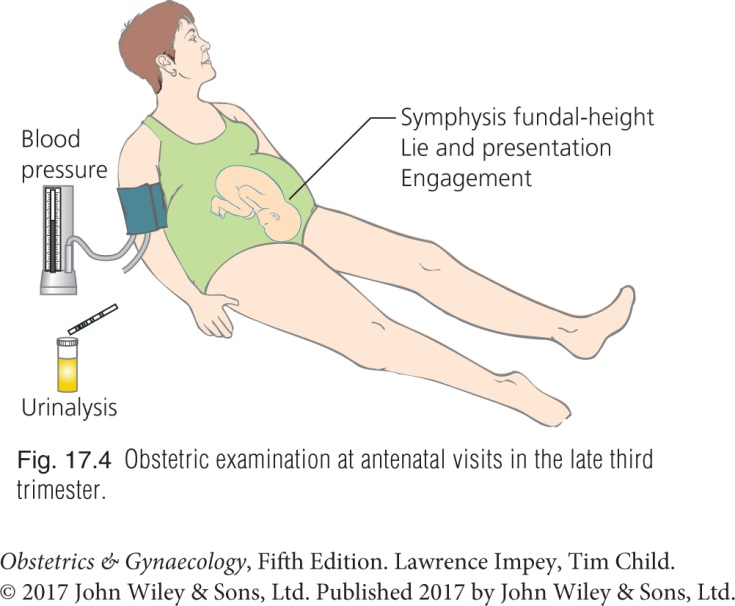 Symphysis fundal-height
Lie and presentation
Engagement
Blood
pressure
Urinalysis
Fig. 17.4 Obstetric examination at antenatal visits in the late third
trimester.
Obstetrics & Gynaecology, Fifth Edition. Lawrence Impey, Tim Child.
© 2017 John Wiley & Sons, Ltd. Published 2017 by John Wiley & Sons, Ltd.